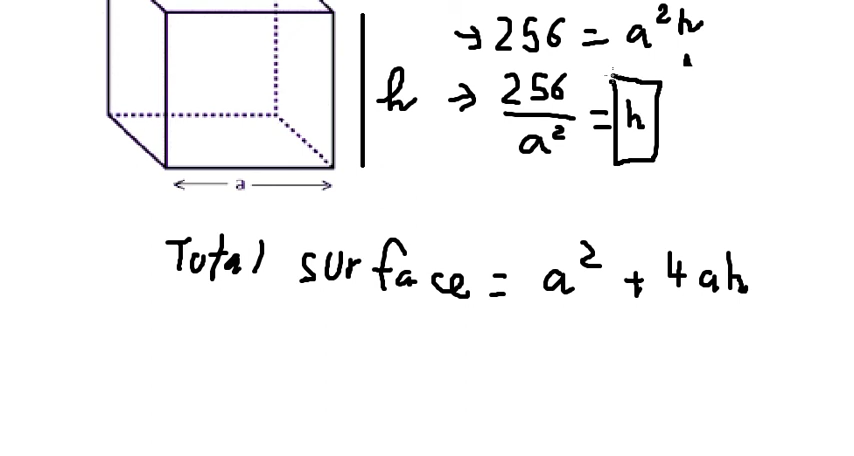 → 256 = a²h
h → 256/a² = h
a
Total surface = a² + 4ah